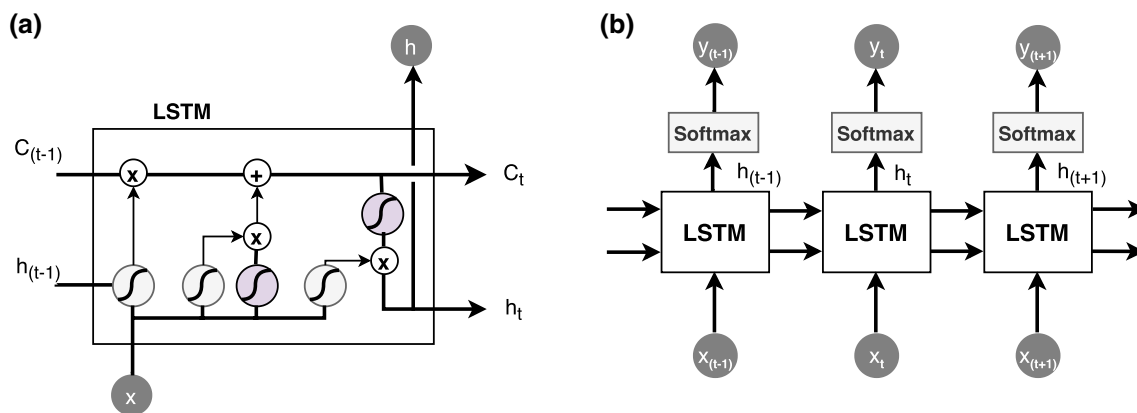 (a)
h
LSTM
C(t-1)
x
+
Ct
x
x
h(t-1)
ht
x
(b)
y(t-1)
yt
y(t+1)
Softmax
Softmax
Softmax
h(t-1)
ht
h(t+1)
LSTM
LSTM
LSTM
x(t-1)
xt
x(t+1)